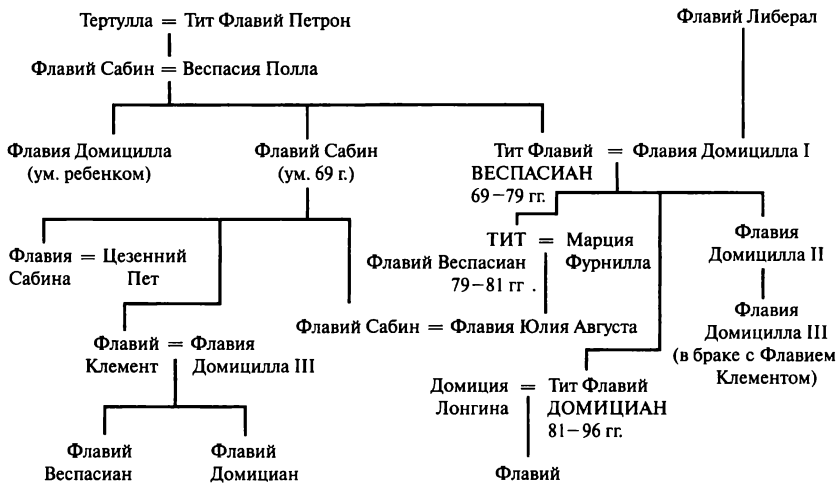 Тертулла = Тит Флавий Петрон
Флавий Либерал
Флавий Сабин = Веспасия Полла
Флавия Домицилла
(ум. ребенком)
Флавий Сабин
(ум. 69 г.)
Тит Флавий = Флавия Домицилла I
ВЕСПАСИАН
69–79 гг.
Флавия = Цезенний
Сабина Пет
ТИТ = Марция
Флавий Веспасиан Фурнилла
79–81 гг .
Флавия
Домицилла II
Флавий Сабин = Флавия Юлия Августа
Флавия
Домицилла III
(в браке с Флавием
Клементом)
Флавий = Флавия
Клемент Домицилла III
Домиция = Тит Флавий
Лонгина ДОМИЦИАН
81–96 гг.
Флавий
Веспасиан
Флавий
Домициан
Флавий